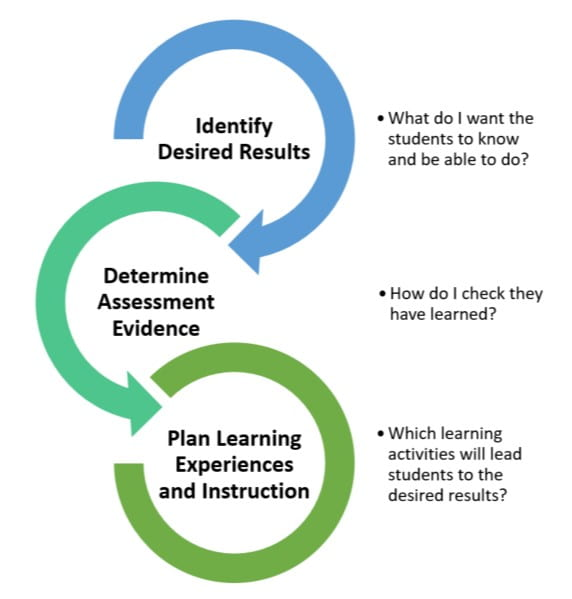 Identify
Desired Results
• What do I want the
students to know
and be able to do?
Determine
Assessment
Evidence
• How do I check they
have learned?
Plan Learning
Experiences
and Instruction
• Which learning
activities will lead
students to the
desired results?